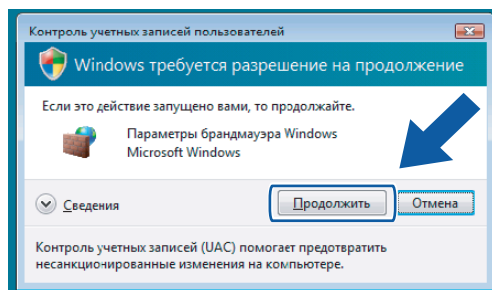 Контроль учетных записей пользователей
Windows требуется разрешение на продолжение
Если это действие запущено вами, то продолжайте.
Параметры брандмауэра Windows
Microsoft Windows
Сведения
Продолжить
Отмена
Контроль учетных записей (UAC) помогает предотвратить
несанкционированные изменения на компьютере.